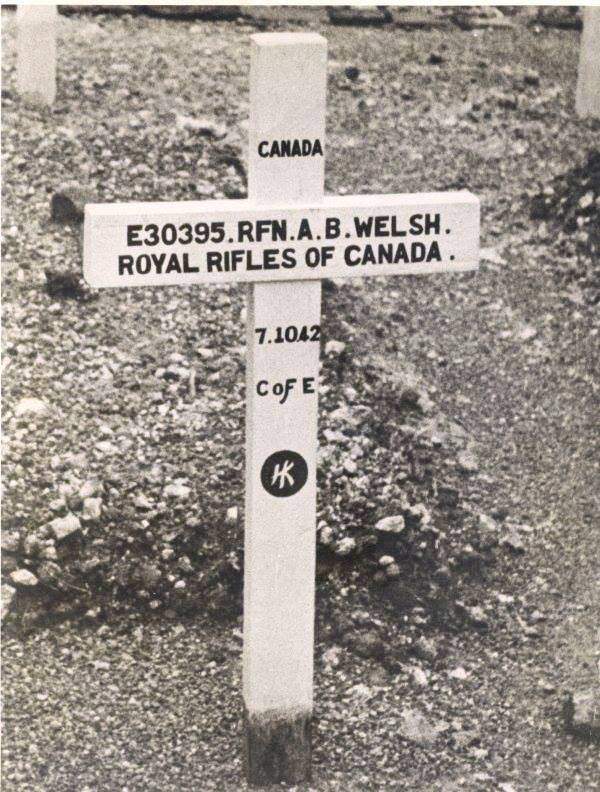 CANADA
E30395.RFN.A.B.WELSH.
ROYAL RIFLES OF CANADA.
7.10.42
C of E
HK